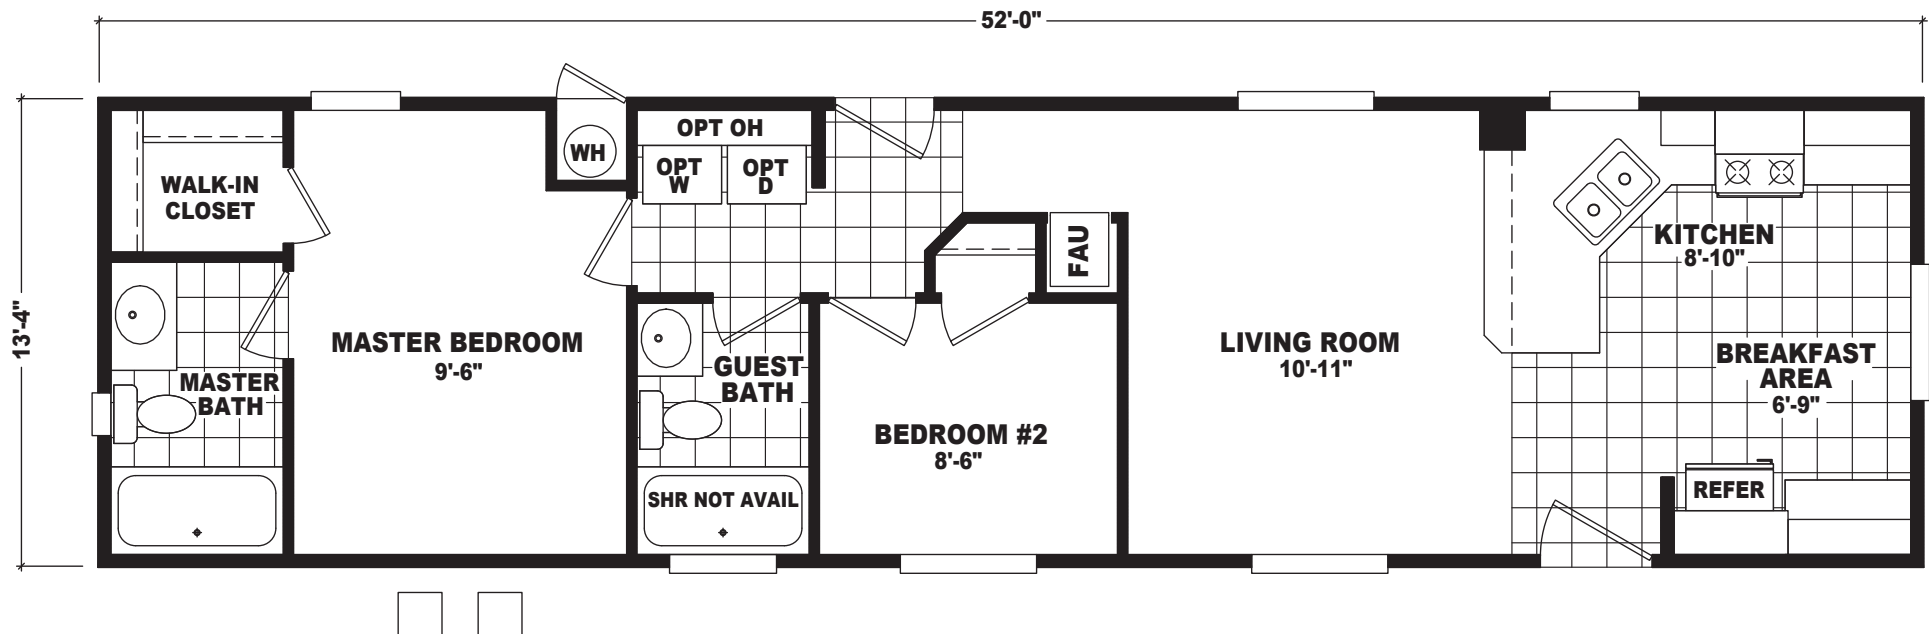 52'-0"
13'-4"
WALK-IN
CLOSET
MASTER
BATH
MASTER BEDROOM
9'-6"
WH
OPT OH
OPT
W
OPT
D
GUEST
BATH
SHR NOT AVAIL
FAU
BEDROOM #2
8'-6"
LIVING ROOM
10'-11"
KITCHEN
8'-10"
BREAKFAST
AREA
6'-9"
REFER